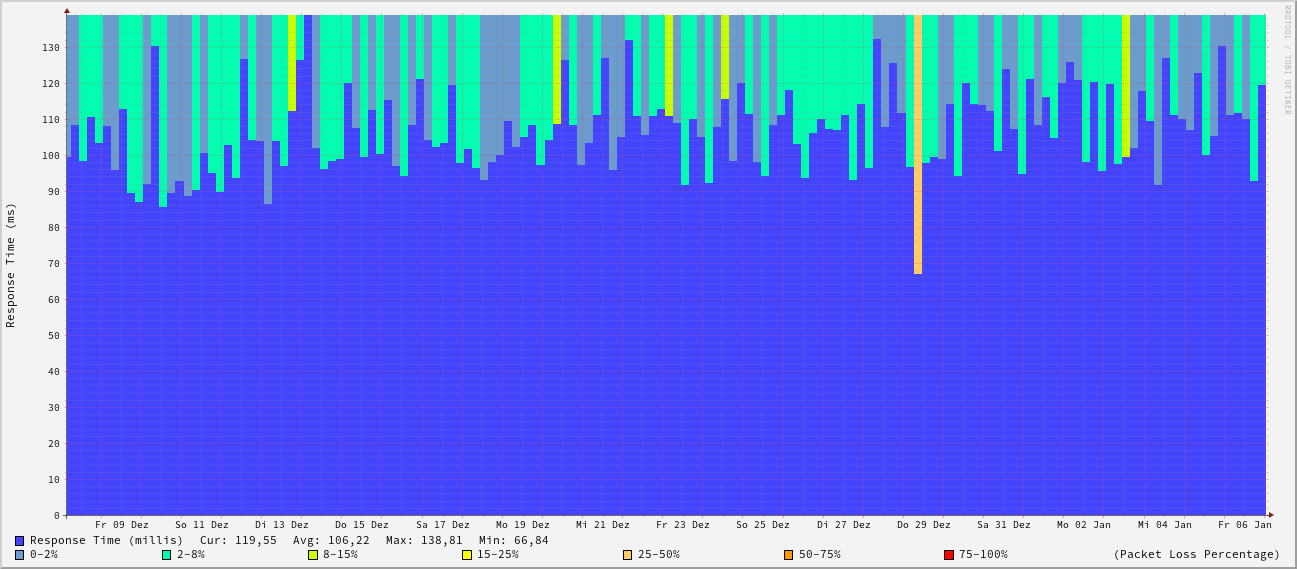 RRDTOOL / TOBI OETIKER
Response Time (ms)
130
120
110
100
90
80
70
60
50
40
30
20
10
0
Fr 09 Dez So 11 Dez Di 13 Dez Do 15 Dez Sa 17 Dez Mo 19 Dez Mi 21 Dez Fr 23 Dez So 25 Dez Di 27 Dez Do 29 Dez Sa 31 Dez Mo 02 Jan Mi 04 Jan Fr 06 Jan
Response Time (millis) Cur: 119,55 Avg: 106,22 Max: 138,81 Min: 66,84
0-2% 2-8% 8-15% 15-25% 25-50% 50-75% 75-100% (Packet Loss Percentage)